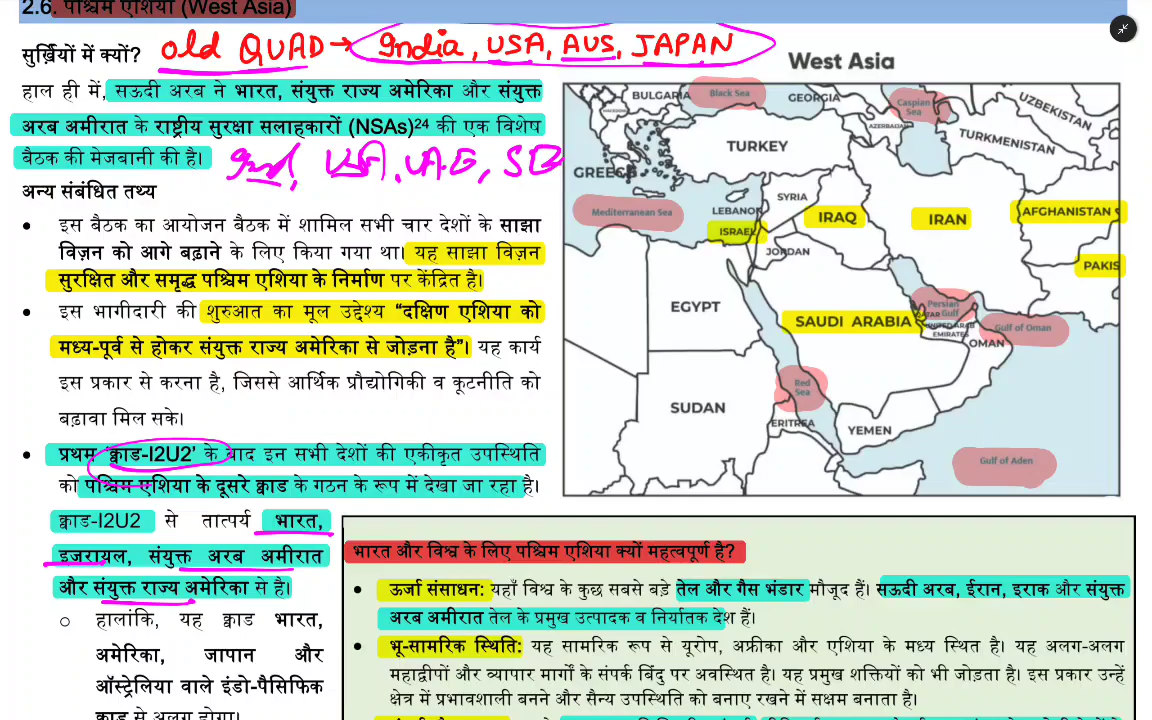 2.6. पश्चिम एशिया (West Asia)
सुर्ख़ियों में क्यों?
old QUAD → India, USA, AUS, JAPAN
हाल ही में, सऊदी अरब ने भारत, संयुक्त राज्य अमेरिका और संयुक्त
अरब अमीरात के राष्ट्रीय सुरक्षा सलाहकारों (NSAs)24 की एक विशेष
बैठक की मेजबानी की है।
Ind, USA, UAE,
अन्य संबंधित तथ्य
• इस बैठक का आयोजन बैठक में शामिल सभी चार देशों के साझा
विज़न को आगे बढ़ाने के लिए किया गया था। यह साझा विज़न
सुरक्षित और समृद्ध पश्चिम एशिया के निर्माण पर केंद्रित है।
• इस भागीदारी की शुरुआत का मूल उद्देश्य “दक्षिण एशिया को
मध्य-पूर्व से होकर संयुक्त राज्य अमेरिका से जोड़ना है”। यह कार्य
इस प्रकार से करना है, जिससे आर्थिक प्रौद्योगिकी व कूटनीति को
बढ़ावा मिल सके।
• प्रथम ‘क्वाड-I2U2’ के बाद इन सभी देशों की एकीकृत उपस्थिति
को पश्चिम एशिया के दूसरे क्वाड के गठन के रूप में देखा जा रहा है।
क्वाड-I2U2 से तात्पर्य भारत,
इजरायल, संयुक्त अरब अमीरात
और संयुक्त राज्य अमेरिका से है।
○ हालांकि, यह क्वाड भारत,
अमेरिका, जापान और
ऑस्ट्रेलिया वाले इंडो-पैसिफिक
क्वाड से अलग होगा।
West Asia
BULGARIA
Black Sea
GEORGIA
Caspian
Sea
UZBEKISTAN
AZERBAIJAN
TURKMENISTAN
TURKEY
GREECE
SYRIA
Mediterranean Sea
LEBANON
IRAQ
IRAN
AFGHANISTAN
ISRAEL
JORDAN
PAKIS
EGYPT
Persian
Gulf
QATAR
SAUDI ARABIA
UNITED ARAB
EMIRATES
Gulf of Oman
OMAN
Red
Sea
SUDAN
ERITREA
YEMEN
Gulf of Aden
भारत और विश्व के लिए पश्चिम एशिया क्यों महत्वपूर्ण है?
• ऊर्जा संसाधन: यहाँ विश्व के कुछ सबसे बड़े तेल और गैस भंडार मौजूद हैं। सऊदी अरब, ईरान, इराक और संयुक्त
अरब अमीरात तेल के प्रमुख उत्पादक व निर्यातक देश हैं।
• भू-सामरिक स्थिति: यह सामरिक रूप से यूरोप, अफ्रीका और एशिया के मध्य स्थित है। यह अलग-अलग
महाद्वीपों और व्यापार मार्गों के संपर्क बिंदु पर अवस्थित है। यह प्रमुख शक्तियों को भी जोड़ता है। इस प्रकार उन्हें
क्षेत्र में प्रभावशाली बनने और सैन्य उपस्थिति को बनाए रखने में सक्षम बनाता है।